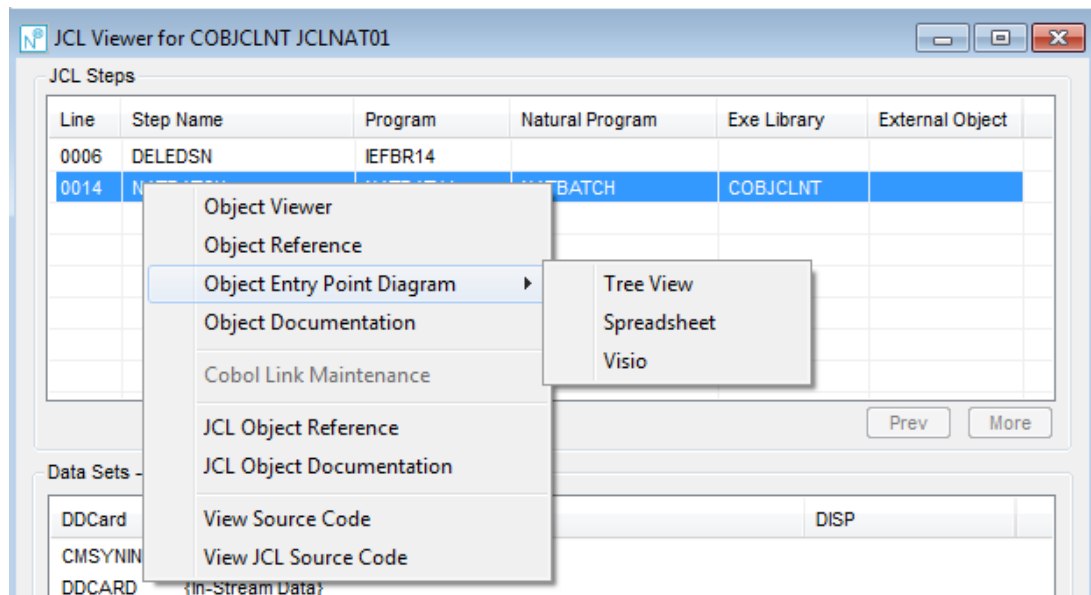 JCL Viewer for COBJCLNT JCLNAT01
JCL Steps
Line Step Name Program Natural Program Exe Library External Object
0006 DELEDSN IEFBR14
0014 COBJCLNT
Object Viewer
Object Reference
Object Entry Point Diagram
Object Documentation
Cobol Link Maintenance
JCL Object Reference
JCL Object Documentation
View Source Code
View JCL Source Code
Tree View
Spreadsheet
Visio
Prev More
Data Sets -
DDCard DISP
CMSYNIN
DDCARD {In-Stream Data}